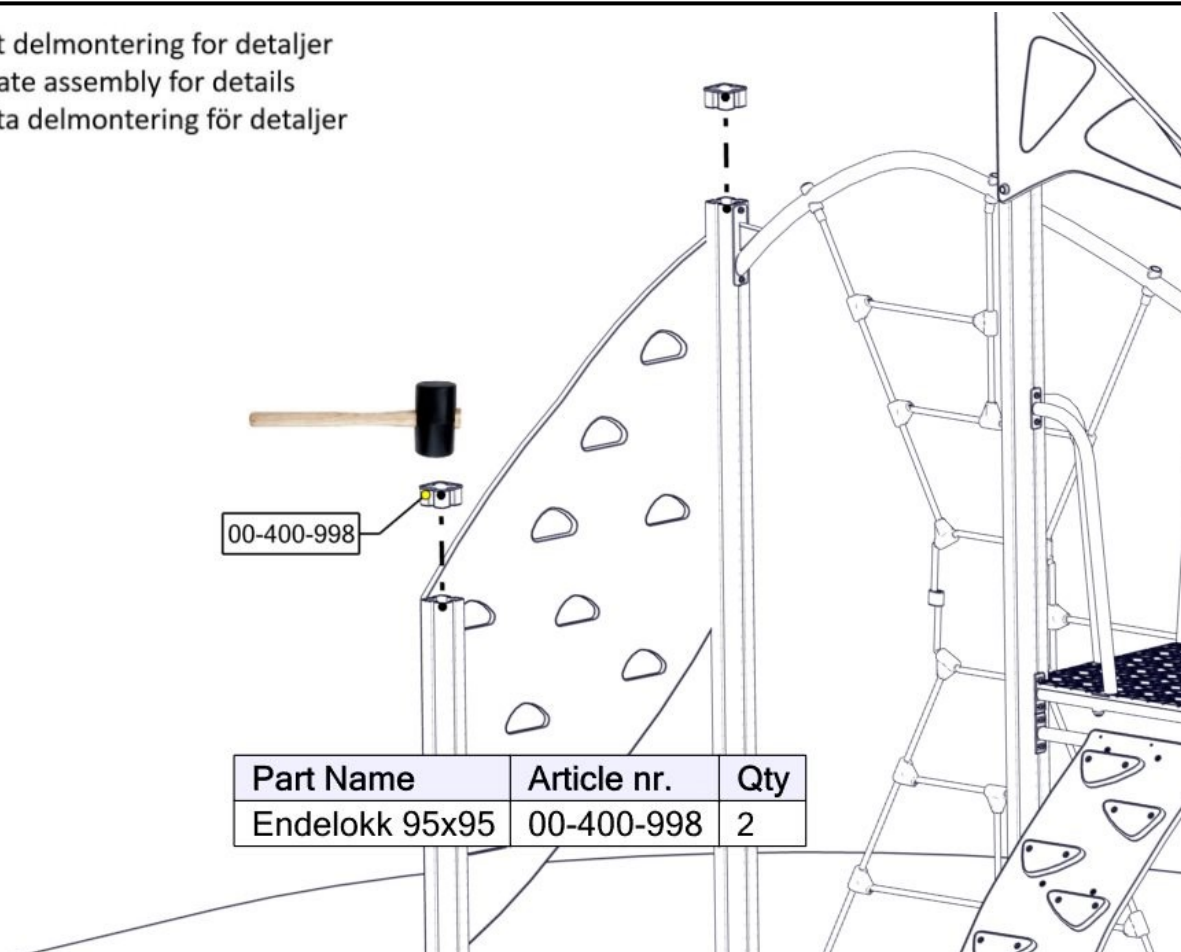 t delmontering for detaljer
ate assembly for details
ta delmontering för detaljer
00-400-998
Part Name Article nr. Qty
Endelokk 95x95 00-400-998 2